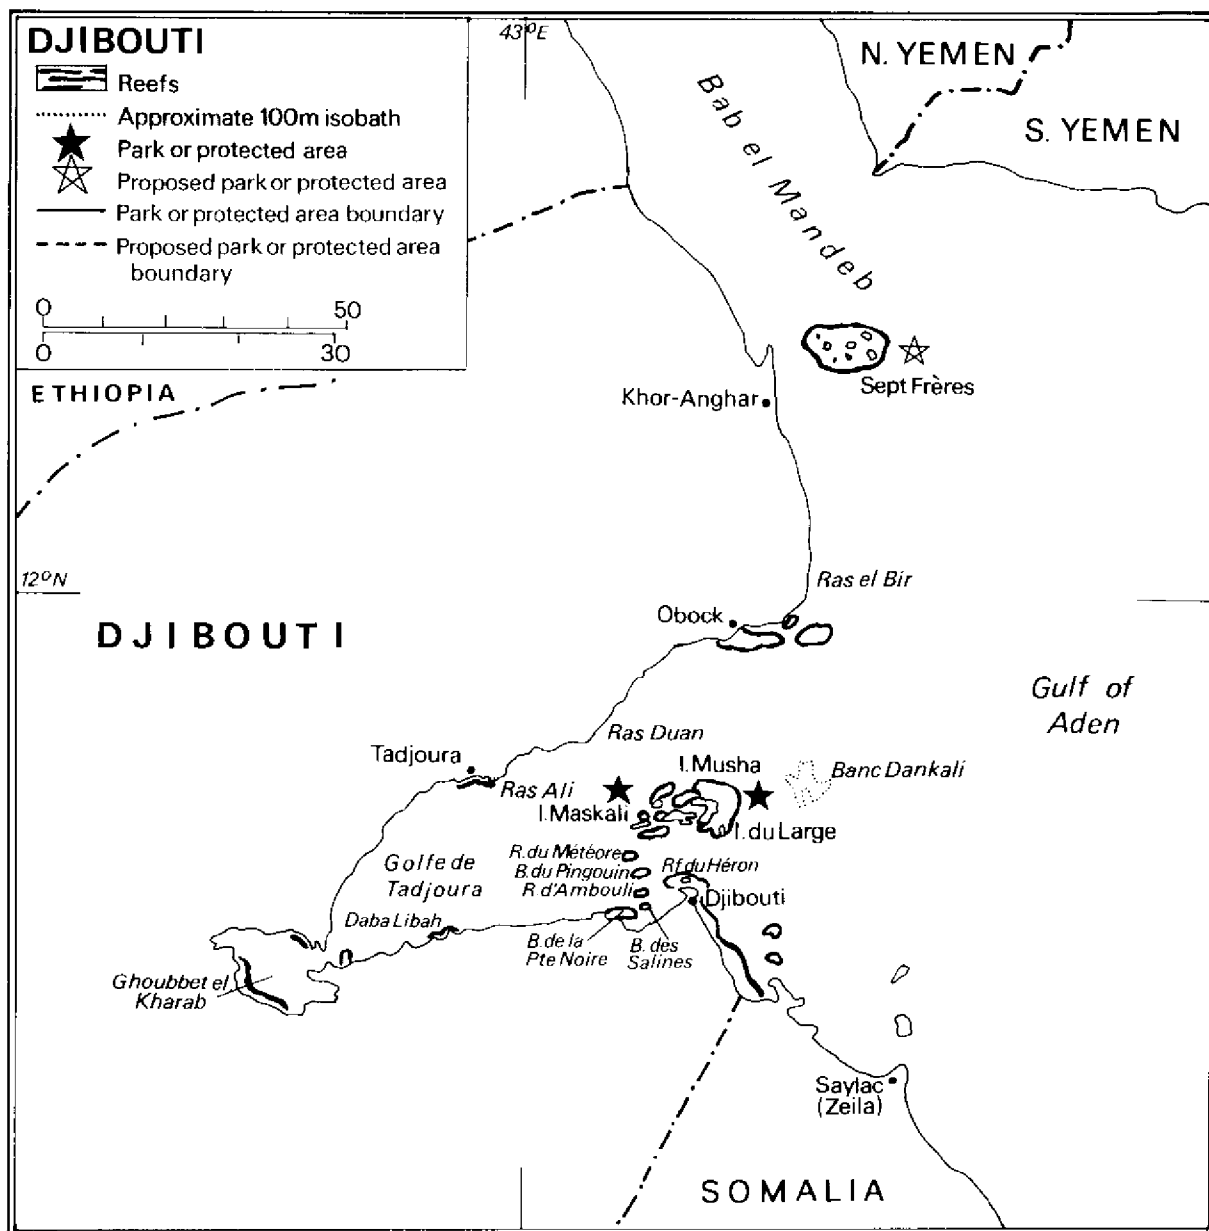 DJIBOUTI
Reefs
Approximate 100m isobath
Park or protected area
Proposed park or protected area
Park or protected area boundary
Proposed park or protected area
boundary
0 50
0 30
43°E
N. YEMEN
S. YEMEN
Bab el Mandeb
ETHIOPIA
Sept Frères
Khor-Anghar
12°N
Ras el Bir
Obock
DJIBOUTI
Gulf of
Aden
Ras Duan
Tadjoura
I. Musha
Banc Dankali
Ras Ali
I. Maskali
I. du Large
R. du Météore
Golfe de
Tadjoura
B. du Pingouin
Rf. du Héron
R. d'Ambouli
Djibouti
Daba Libah
B. de la
Pte Noire
B. des
Salines
Ghoubbet el
Kharab
Saylac
(Zeila)
SOMALIA